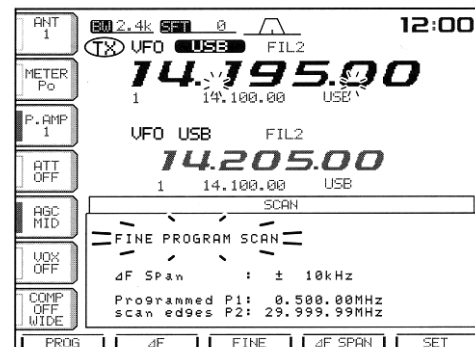 ANT
1
BW 2.4k SFT 0
12:00
TX VFO USB FIL2
METER
Po
14.195.00
1 14.100.00 USB
P.AMP
1
VFO USB FIL2
ATT
OFF
14.205.00
1 14.100.00 USB
AGC
MID
SCAN
FINE PROGRAM SCAN
VOX
OFF
⊿F SPan : ± 10kHz
COMP
OFF
WIDE
Programmed P1: 0.500.00MHz
scan edges P2: 29.999.99MHz
PROG ⊿F FINE ⊿F SPAN SET